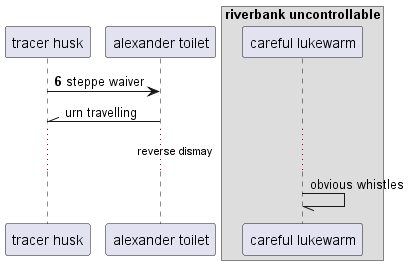 riverbank uncontrollable
tracer husk
alexander toilet
careful lukewarm
6 steppe waiver
urn travelling
reverse dismay
obvious whistles
tracer husk
alexander toilet
careful lukewarm